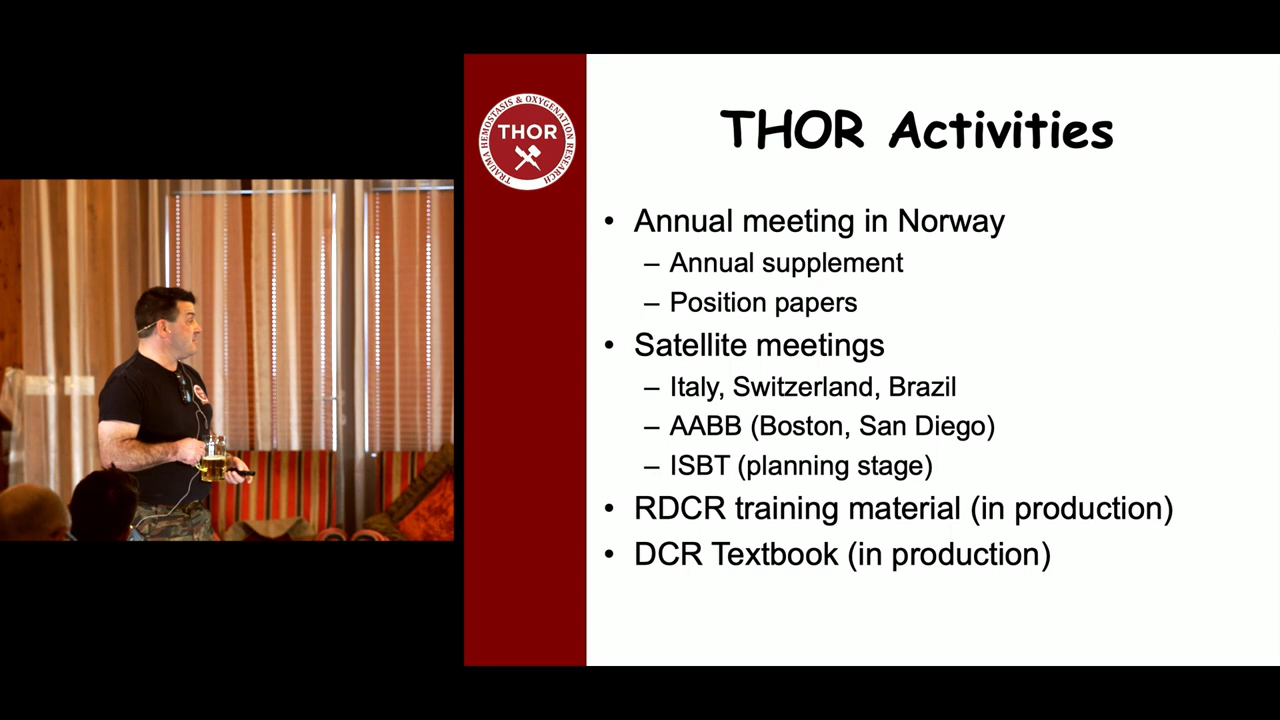 TRAUMA HEMOSTASIS & OXYGENATION RESEARCH
THOR
THOR Activities
• Annual meeting in Norway
– Annual supplement
– Position papers
• Satellite meetings
– Italy, Switzerland, Brazil
– AABB (Boston, San Diego)
– ISBT (planning stage)
• RDCR training material (in production)
• DCR Textbook (in production)